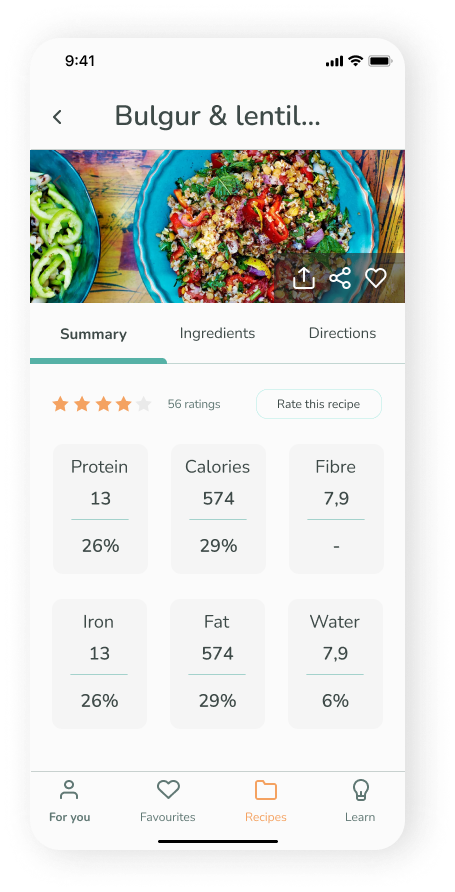 9:41
Bulgur & lentil...
Summary
Ingredients
Directions
56 ratings
Rate this recipe
Protein
Calories
Fibre
13
574
7,9
26%
29%
-
Iron
Fat
Water
13
574
7,9
26%
29%
6%
For you
Favourites
Recipes
Learn